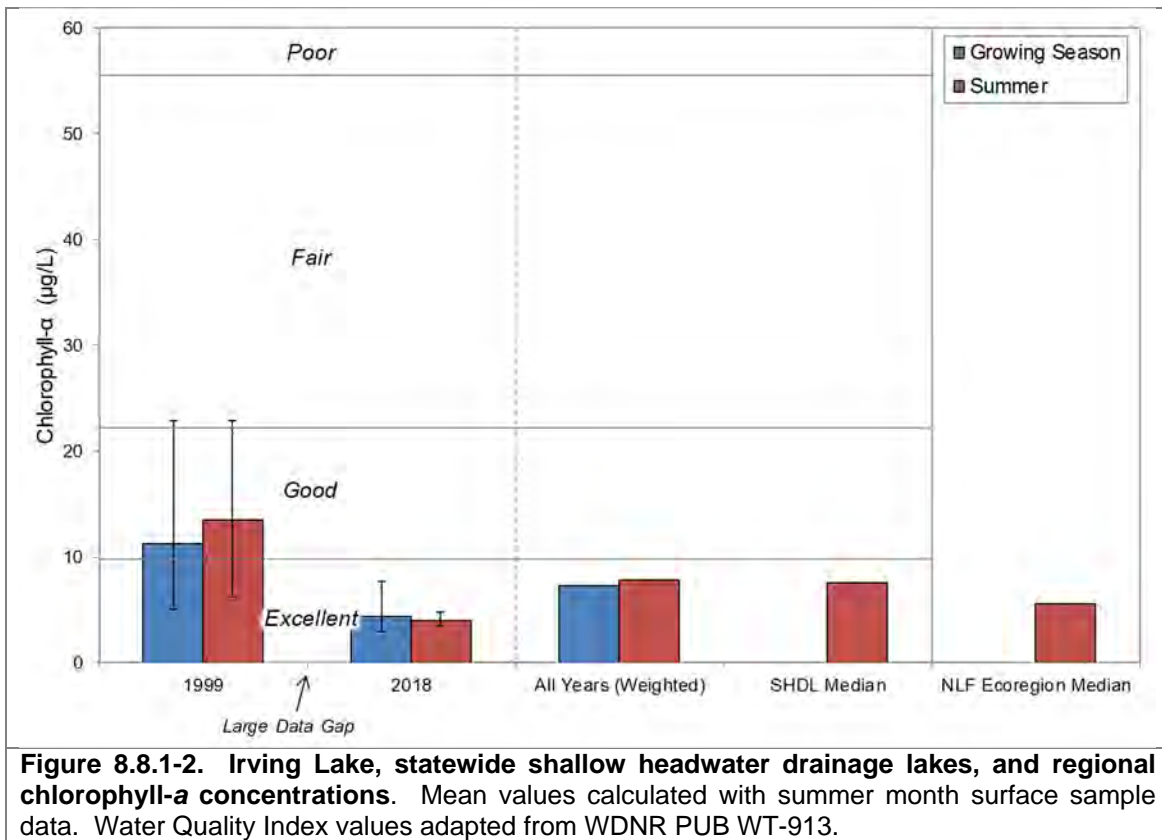 60
Poor
Growing Season
Summer
50
40
Fair
30
20
Good
10
Excellent
0
Chlorophyll-α (µg/L)
1999
2018
All Years (Weighted)
SHDL Median
NLF Ecoregion Median
Large Data Gap
Figure 8.8.1-2. Irving Lake, statewide shallow headwater drainage lakes, and regional
chlorophyll-a concentrations. Mean values calculated with summer month surface sample
data. Water Quality Index values adapted from WDNR PUB WT-913.